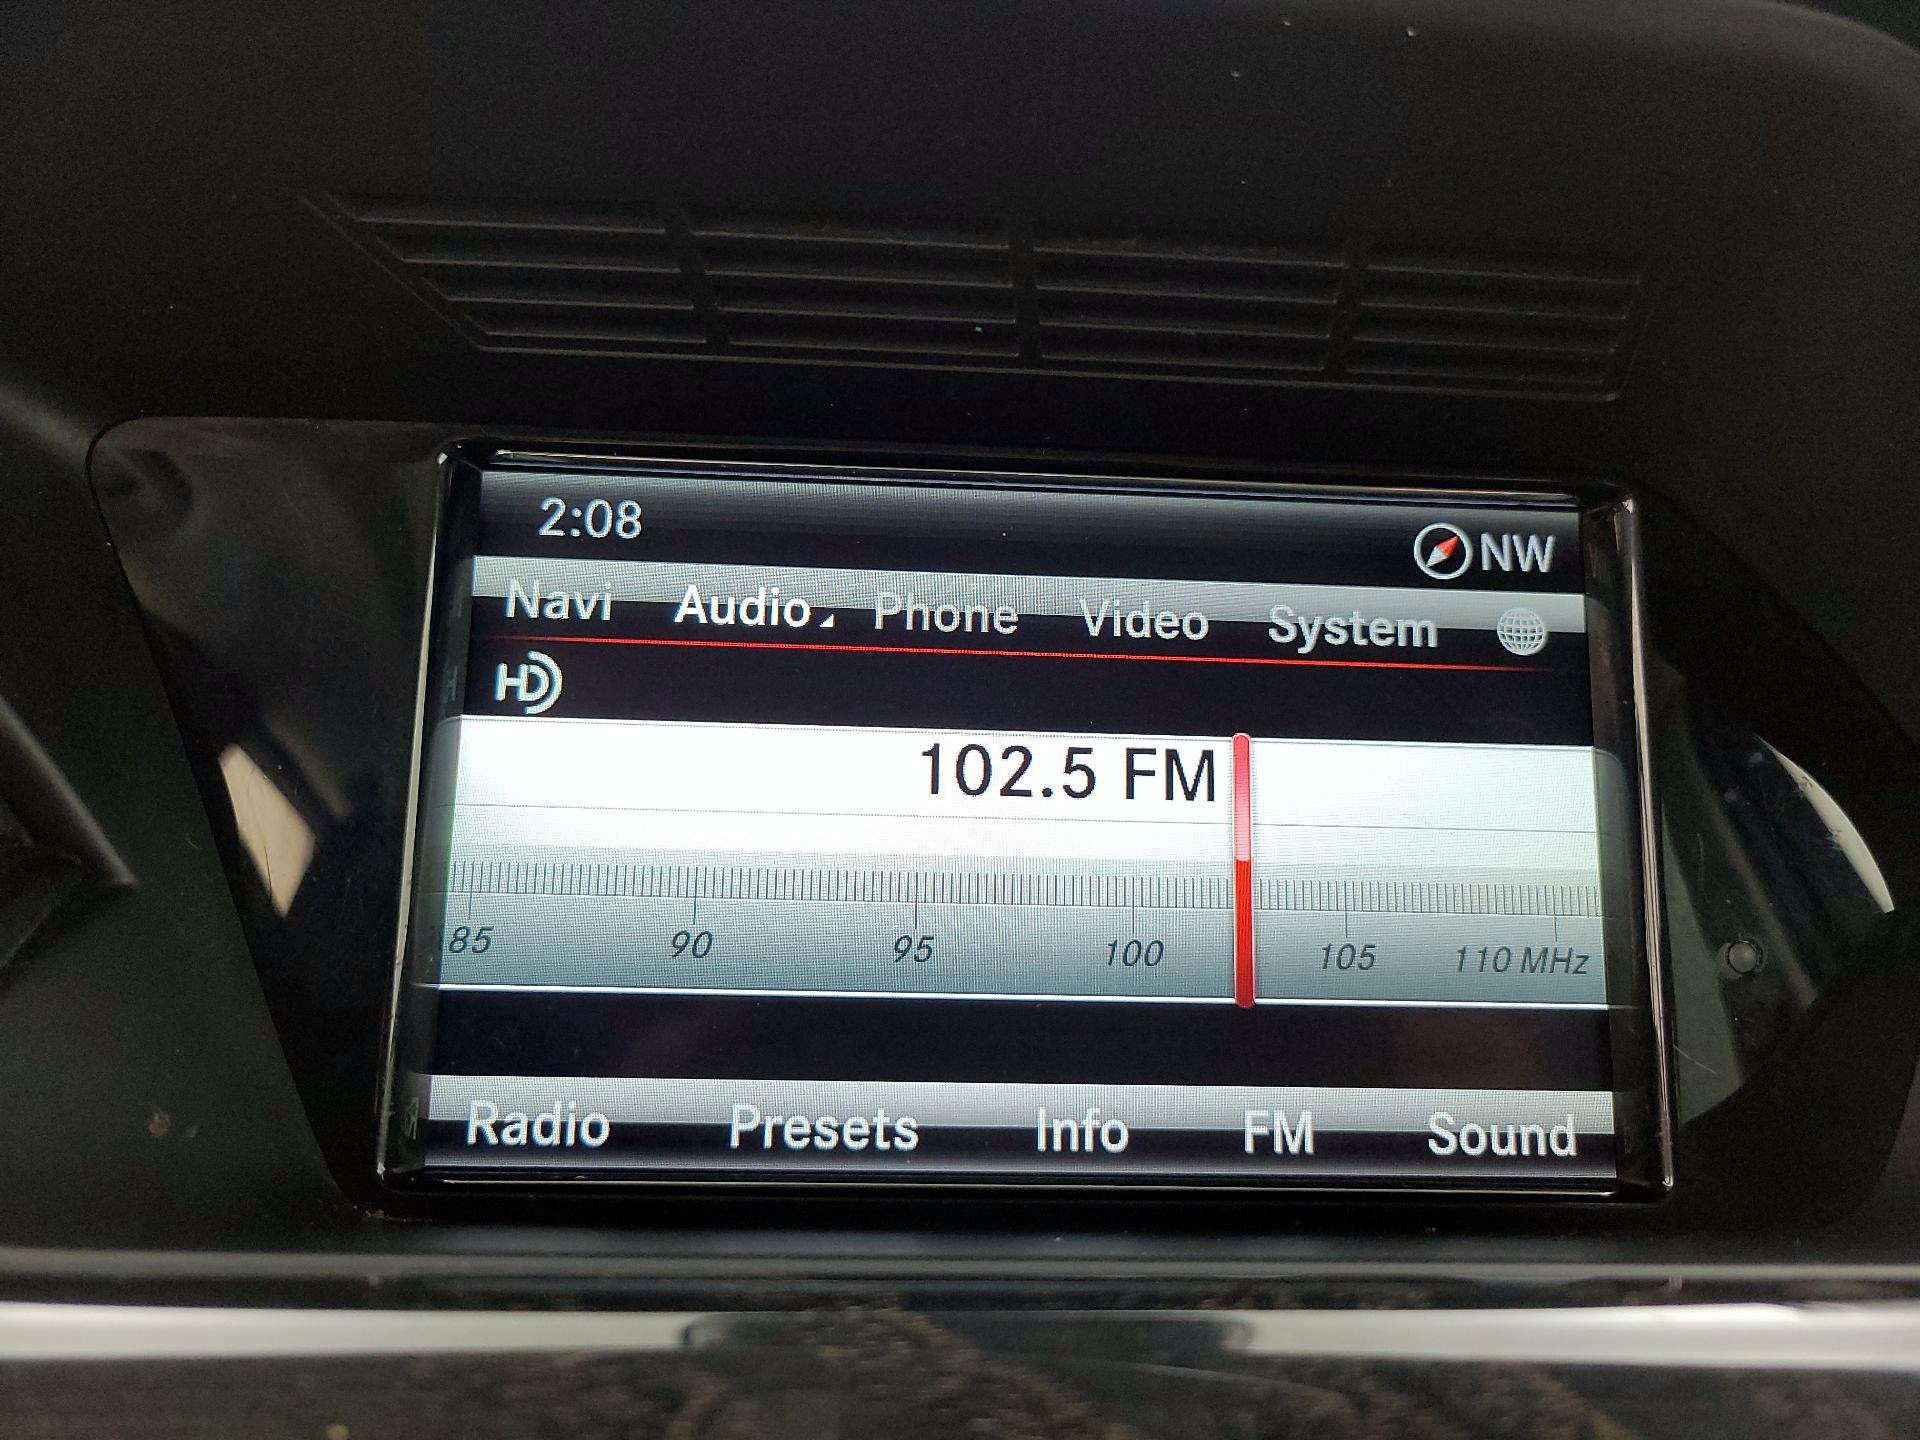 2:08 NW
Navi Audio Phone Video System
HD
102.5 FM
85 90 95 100 105 110 MHz
Radio Presets Info FM Sound